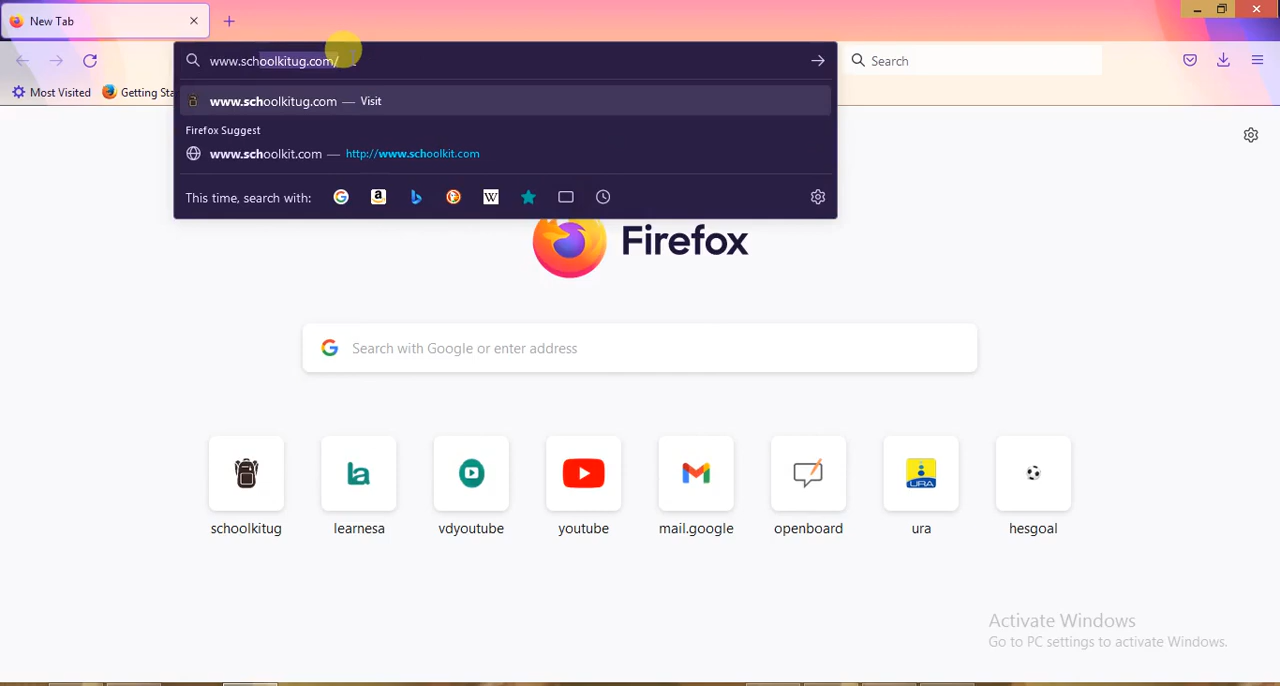 New Tab
www.schoolkitug.com/
Search
Most Visited
Getting Sta
www.schoolkitug.com — Visit
Firefox Suggest
www.schoolkit.com — http://www.schoolkit.com
This time, search with:
Firefox
Search with Google or enter address
schoolkitug
learnesa
vdyoutube
youtube
mail.google
openboard
ura
hesgoal
Activate Windows
Go to PC settings to activate Windows.